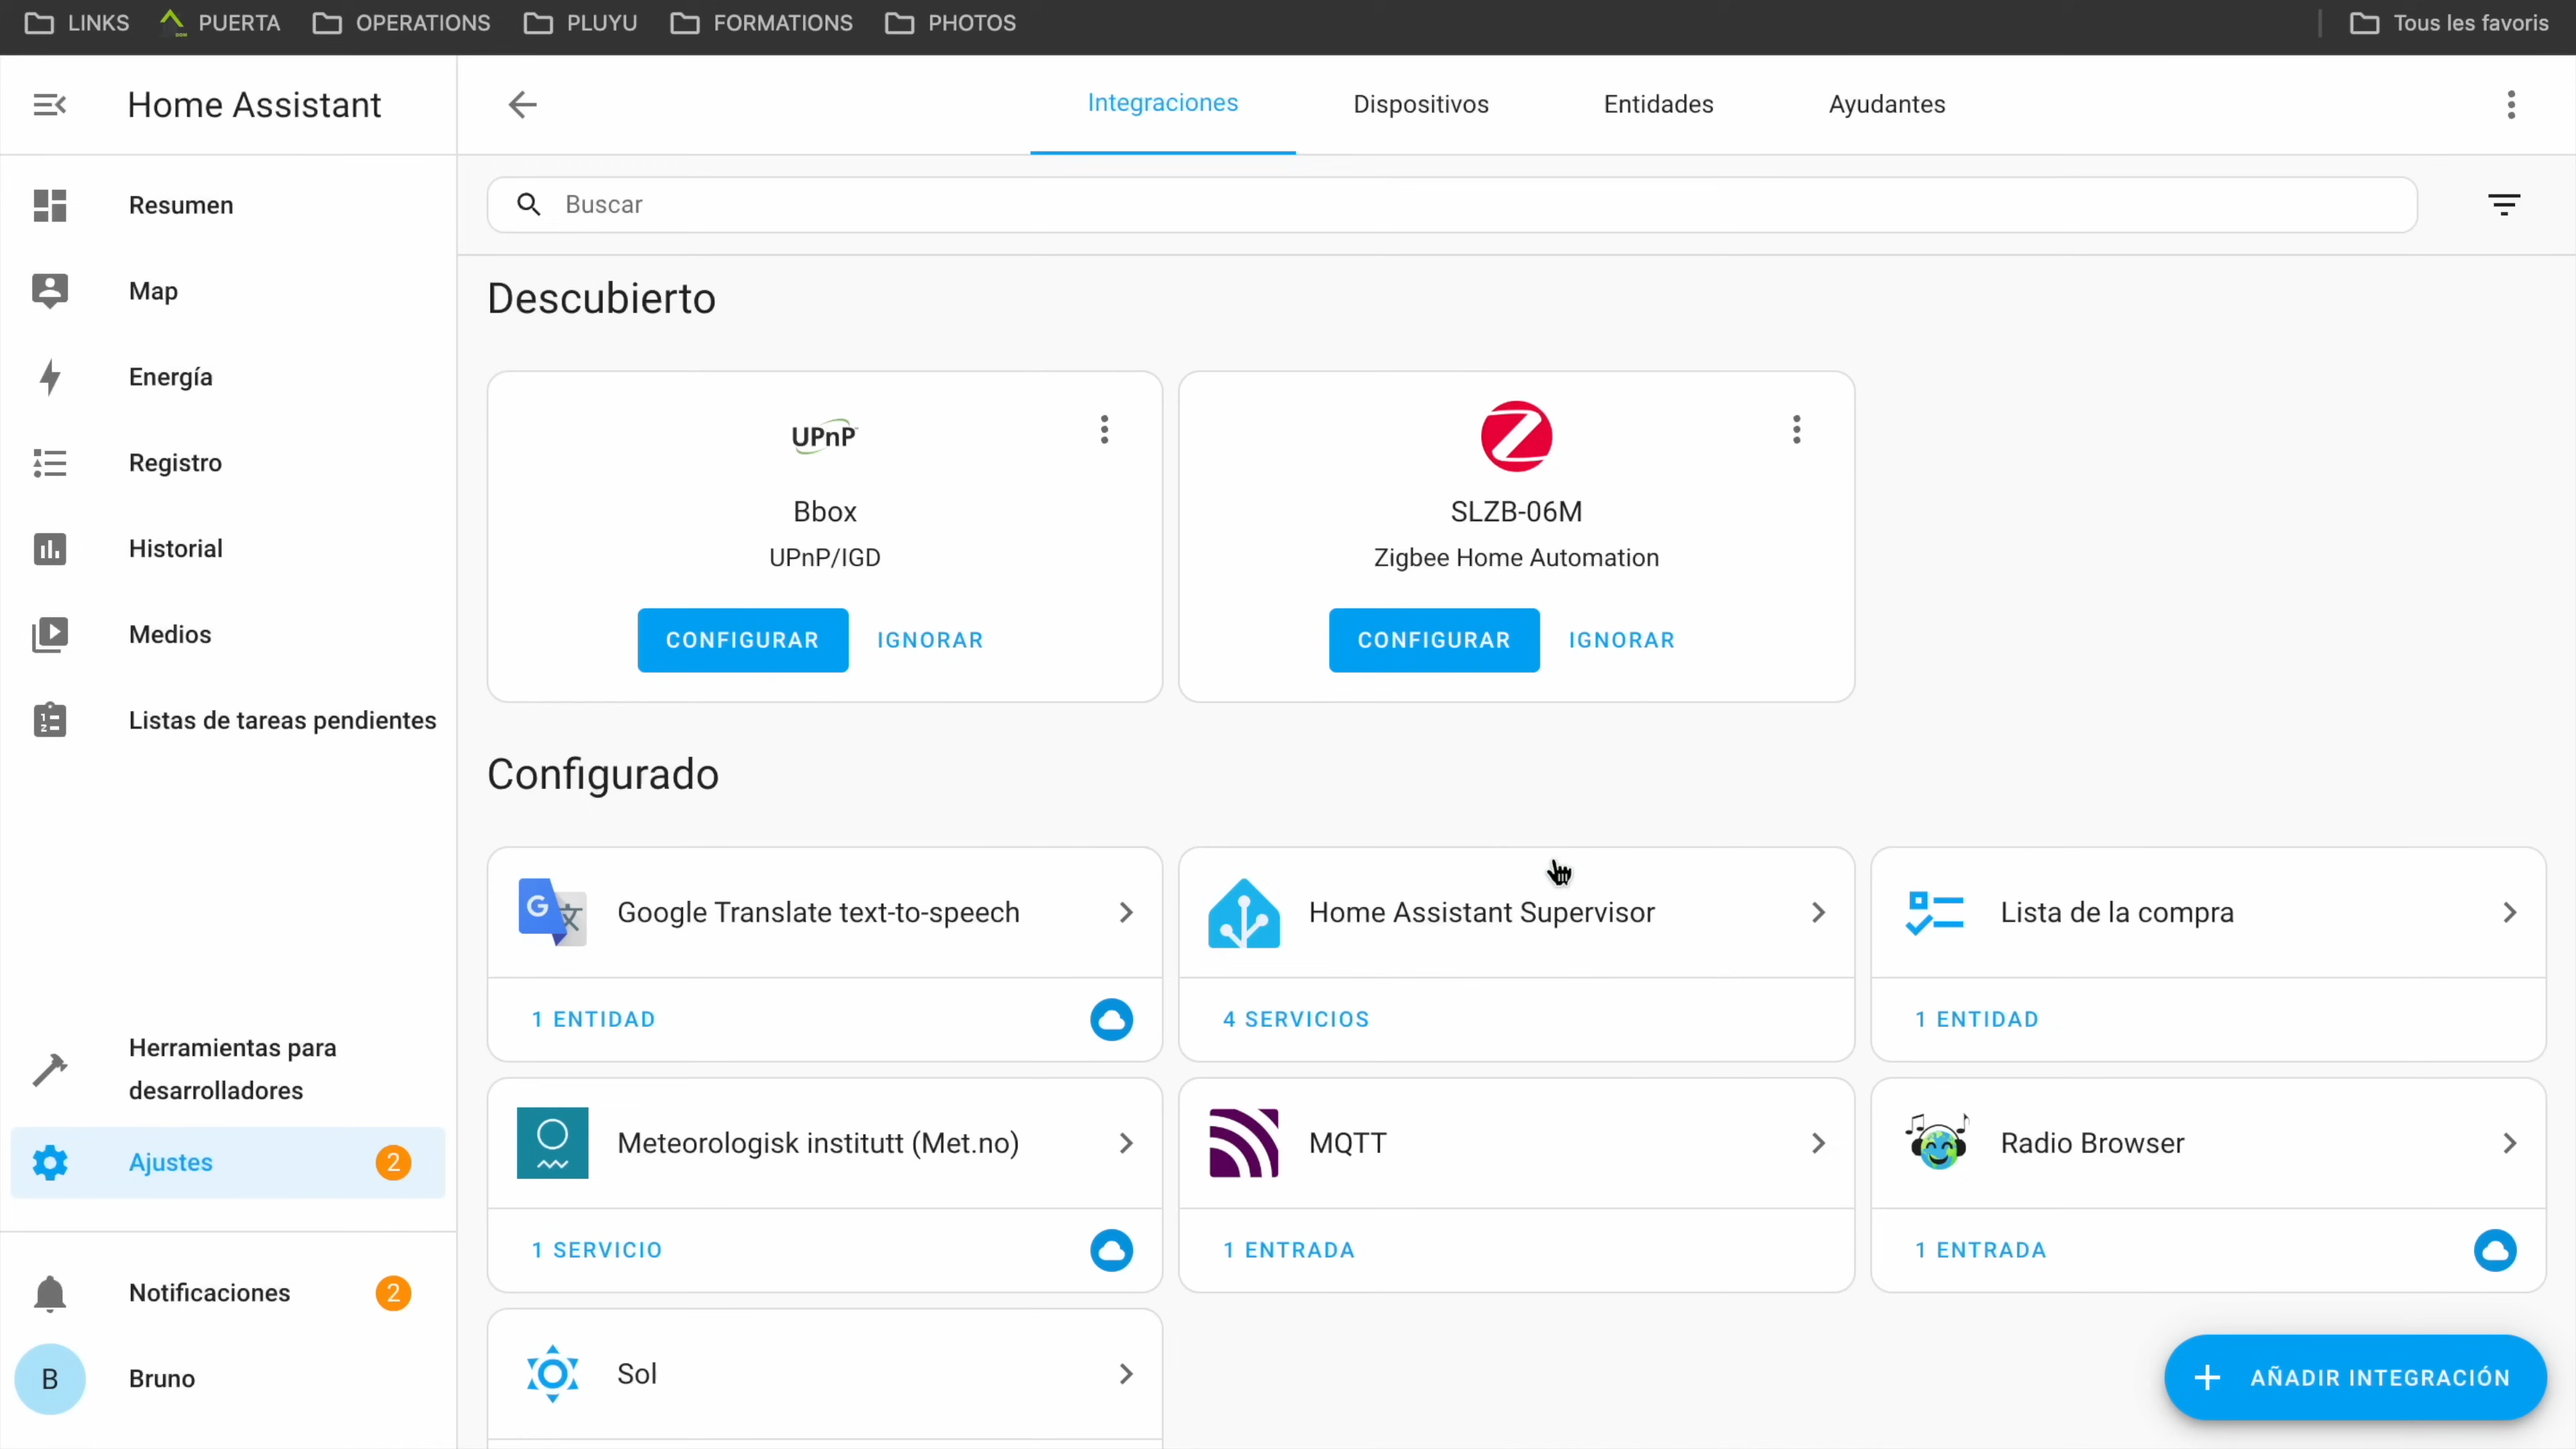 LINKS
PUERTA
OPERATIONS
PLUYU
FORMATIONS
PHOTOS
Tous les favoris
Home Assistant
Integraciones
Dispositivos
Entidades
Ayudantes
Resumen
Map
Energía
Registro
Historial
Medios
Listas de tareas pendientes
Herramientas para
desarrolladores
Ajustes
2
Notificaciones
2
B
Bruno
Buscar
Descubierto
UPnP
Bbox
UPnP/IGD
CONFIGURAR
IGNORAR
SLZB-06M
Zigbee Home Automation
CONFIGURAR
IGNORAR
Configurado
Google Translate text-to-speech
1 ENTIDAD
Home Assistant Supervisor
4 SERVICIOS
Lista de la compra
1 ENTIDAD
Meteorologisk institutt (Met.no)
1 SERVICIO
MQTT
1 ENTRADA
Radio Browser
1 ENTRADA
Sol
AÑADIR INTEGRACIÓN